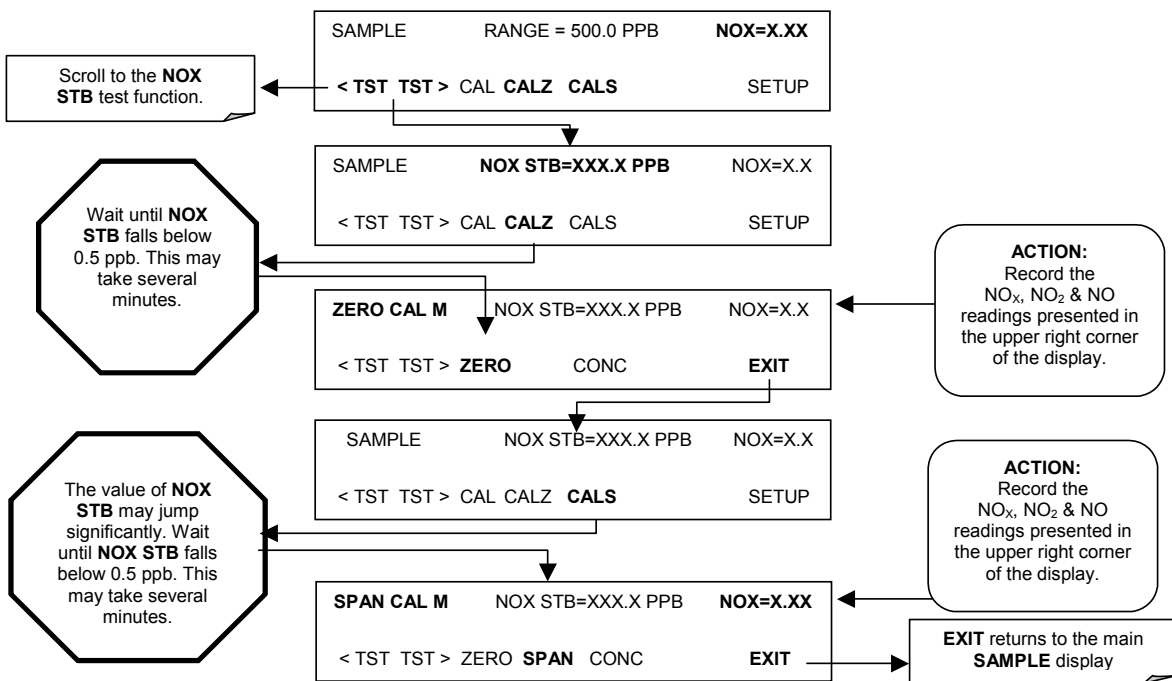 SAMPLE RANGE = 500.0 PPB NOX=X.XX
< TST TST > CAL CALZ CALS SETUP
Scroll to the NOX
STB test function.
SAMPLE NOX STB=XXX.X PPB NOX=X.X
< TST TST > CAL CALZ CALS SETUP
Wait until NOX
STB falls below
0.5 ppb. This may
take several
minutes.
ZERO CAL M NOX STB=XXX.X PPB NOX=X.X
< TST TST > ZERO CONC EXIT
ACTION:
Record the
NOX, NO2 & NO
readings presented in
the upper right corner
of the display.
SAMPLE NOX STB=XXX.X PPB NOX=X.X
< TST TST > CAL CALZ CALS SETUP
The value of NOX
STB may jump
significantly. Wait
until NOX STB falls
below 0.5 ppb. This
may take several
minutes.
ACTION:
Record the
NOX, NO2 & NO
readings presented in
the upper right corner
of the display.
SPAN CAL M NOX STB=XXX.X PPB NOX=X.XX
< TST TST > ZERO SPAN CONC EXIT
EXIT returns to the main
SAMPLE display